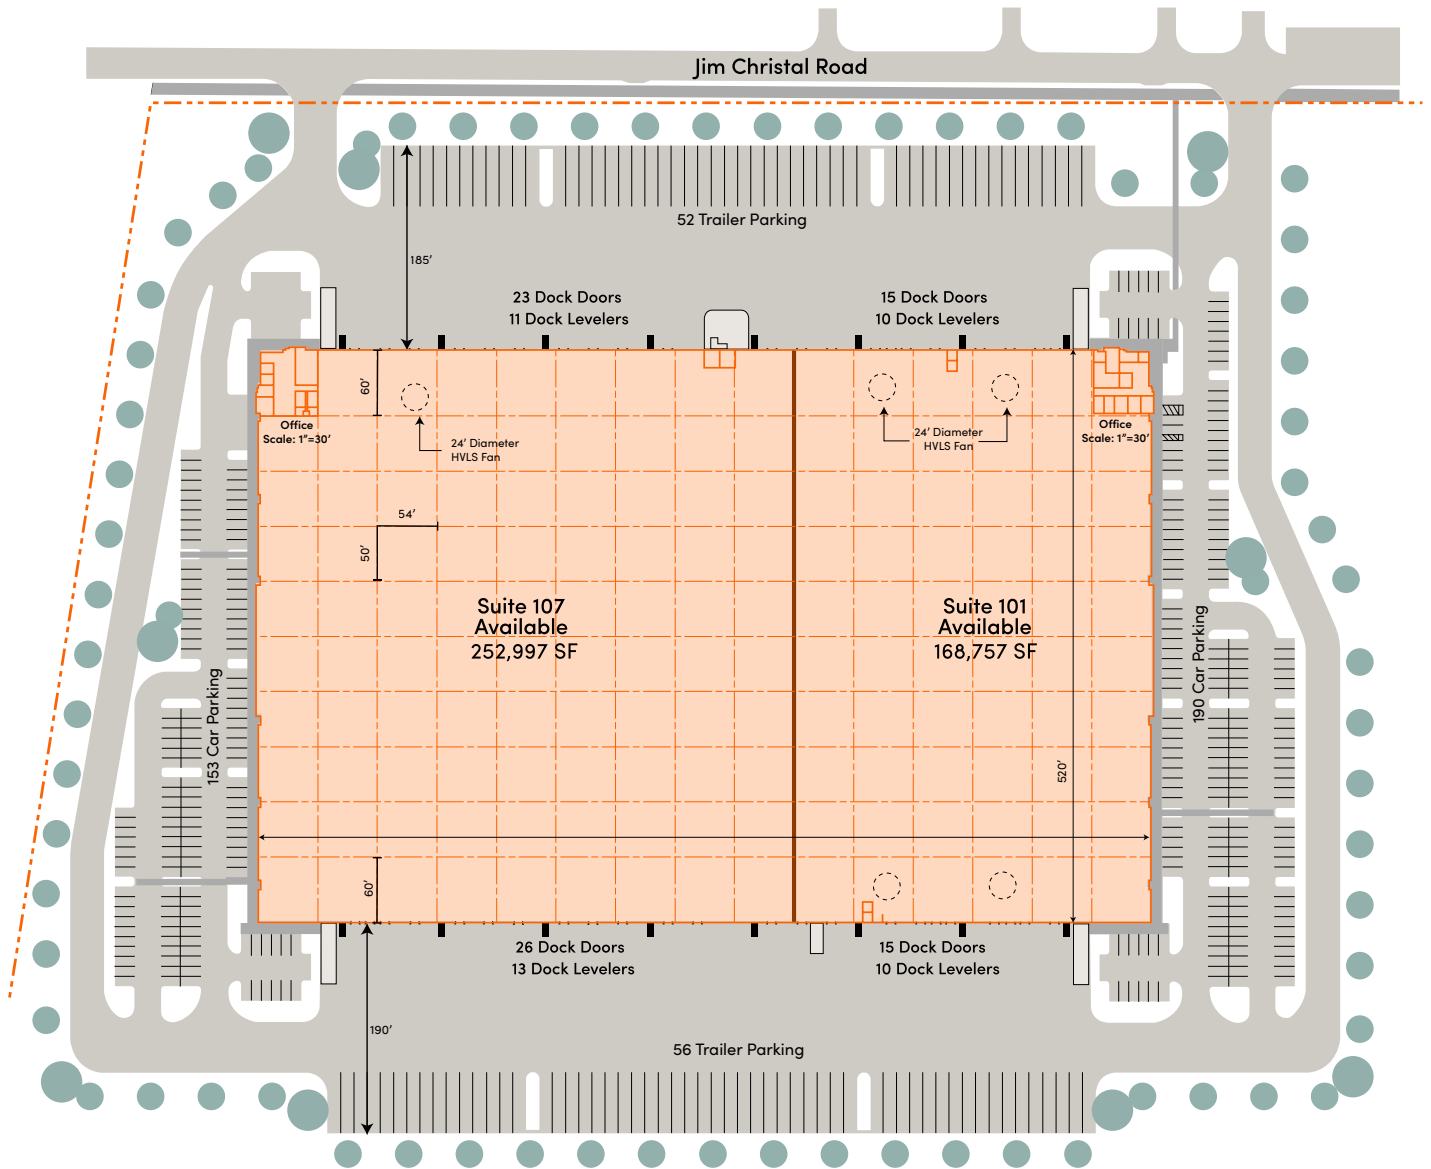 Jim Christal Road
52 Trailer Parking
185'
23 Dock Doors
11 Dock Levelers
15 Dock Doors
10 Dock Levelers
60'
Office
Scale: 1"=30'
24' Diameter
HVLS Fan
24' Diameter
HVLS Fan
Office
Scale: 1"=30'
54'
50'
Suite 107
Available
252,997 SF
Suite 101
Available
168,757 SF
153 Car Parking
190 Car Parking
520'
60'
26 Dock Doors
13 Dock Levelers
15 Dock Doors
10 Dock Levelers
190'
56 Trailer Parking